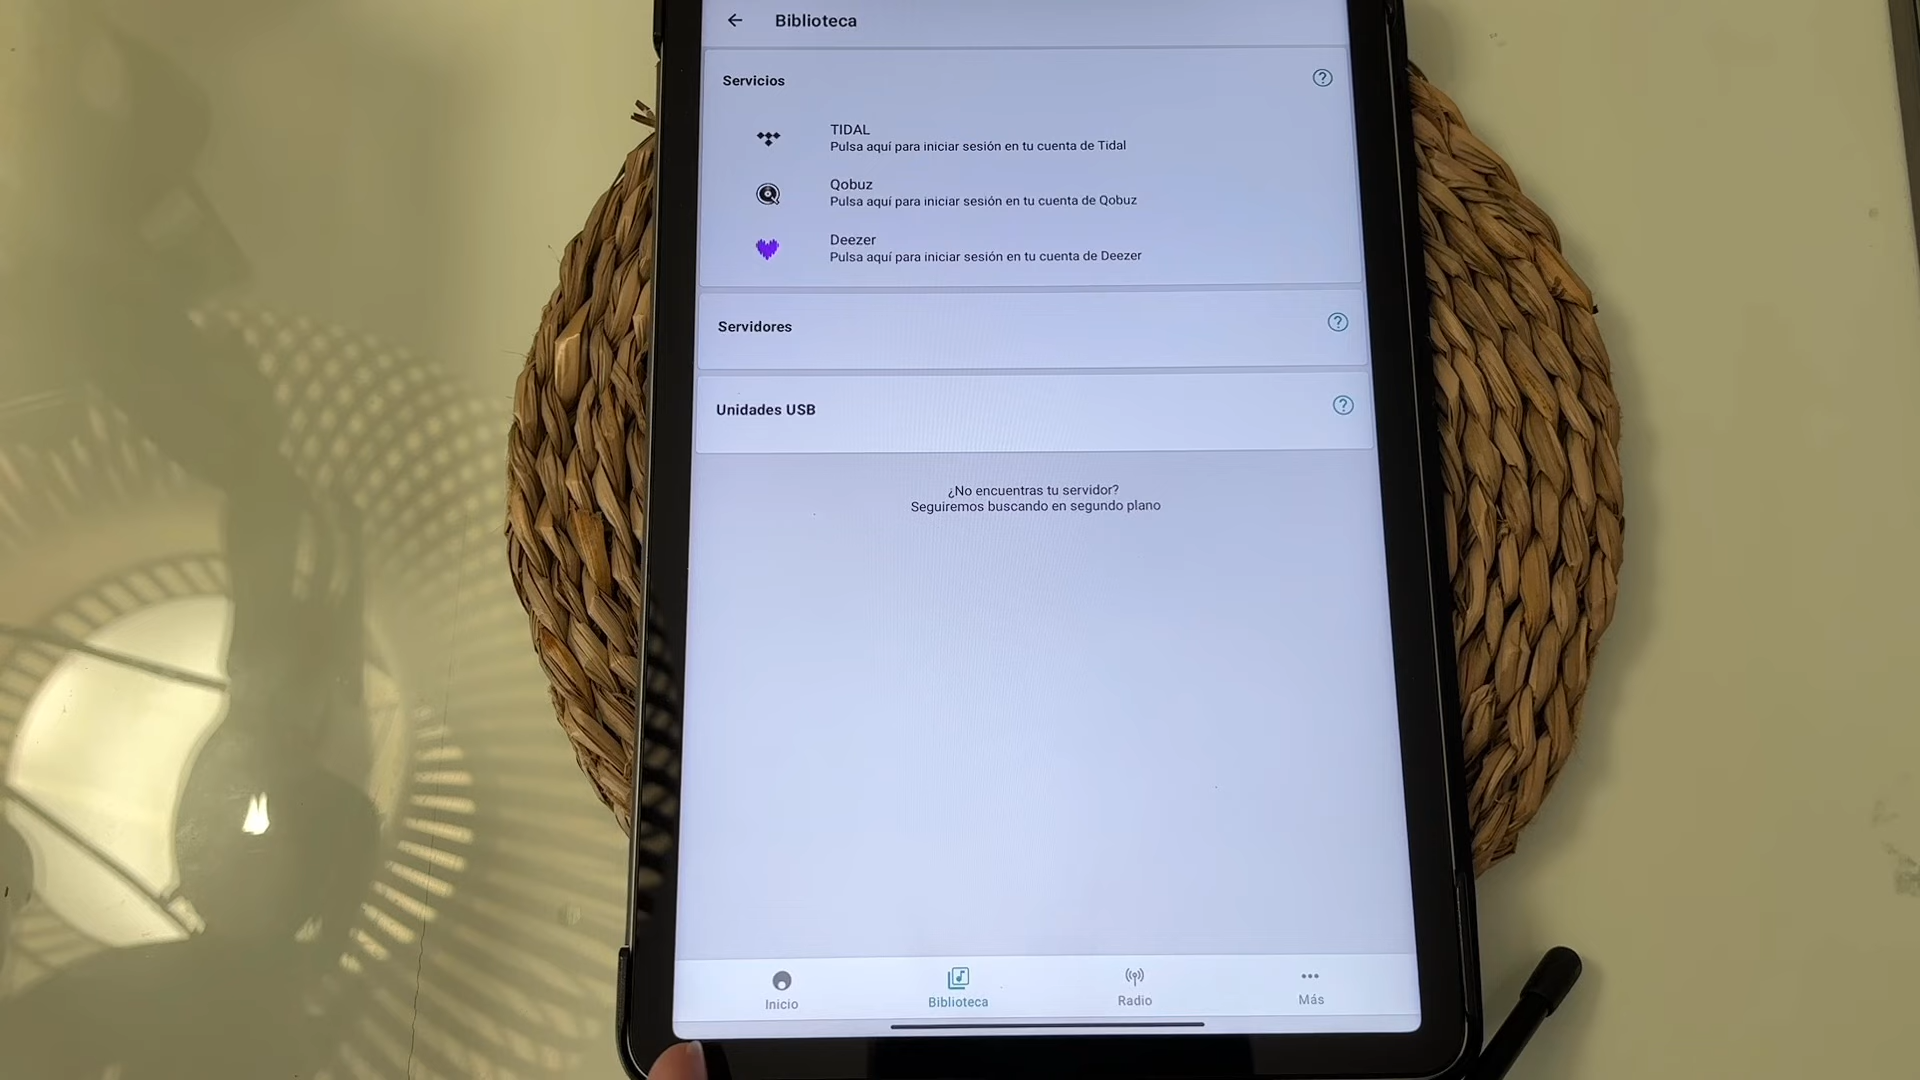 Biblioteca
Servicios
TIDAL
Pulsa aquí para iniciar sesión en tu cuenta de Tidal
Qobuz
Pulsa aquí para iniciar sesión en tu cuenta de Qobuz
Deezer
Pulsa aquí para iniciar sesión en tu cuenta de Deezer
Servidores
Unidades USB
¿No encuentras tu servidor?
Seguiremos buscando en segundo plano
Inicio
Biblioteca
Radio
Más